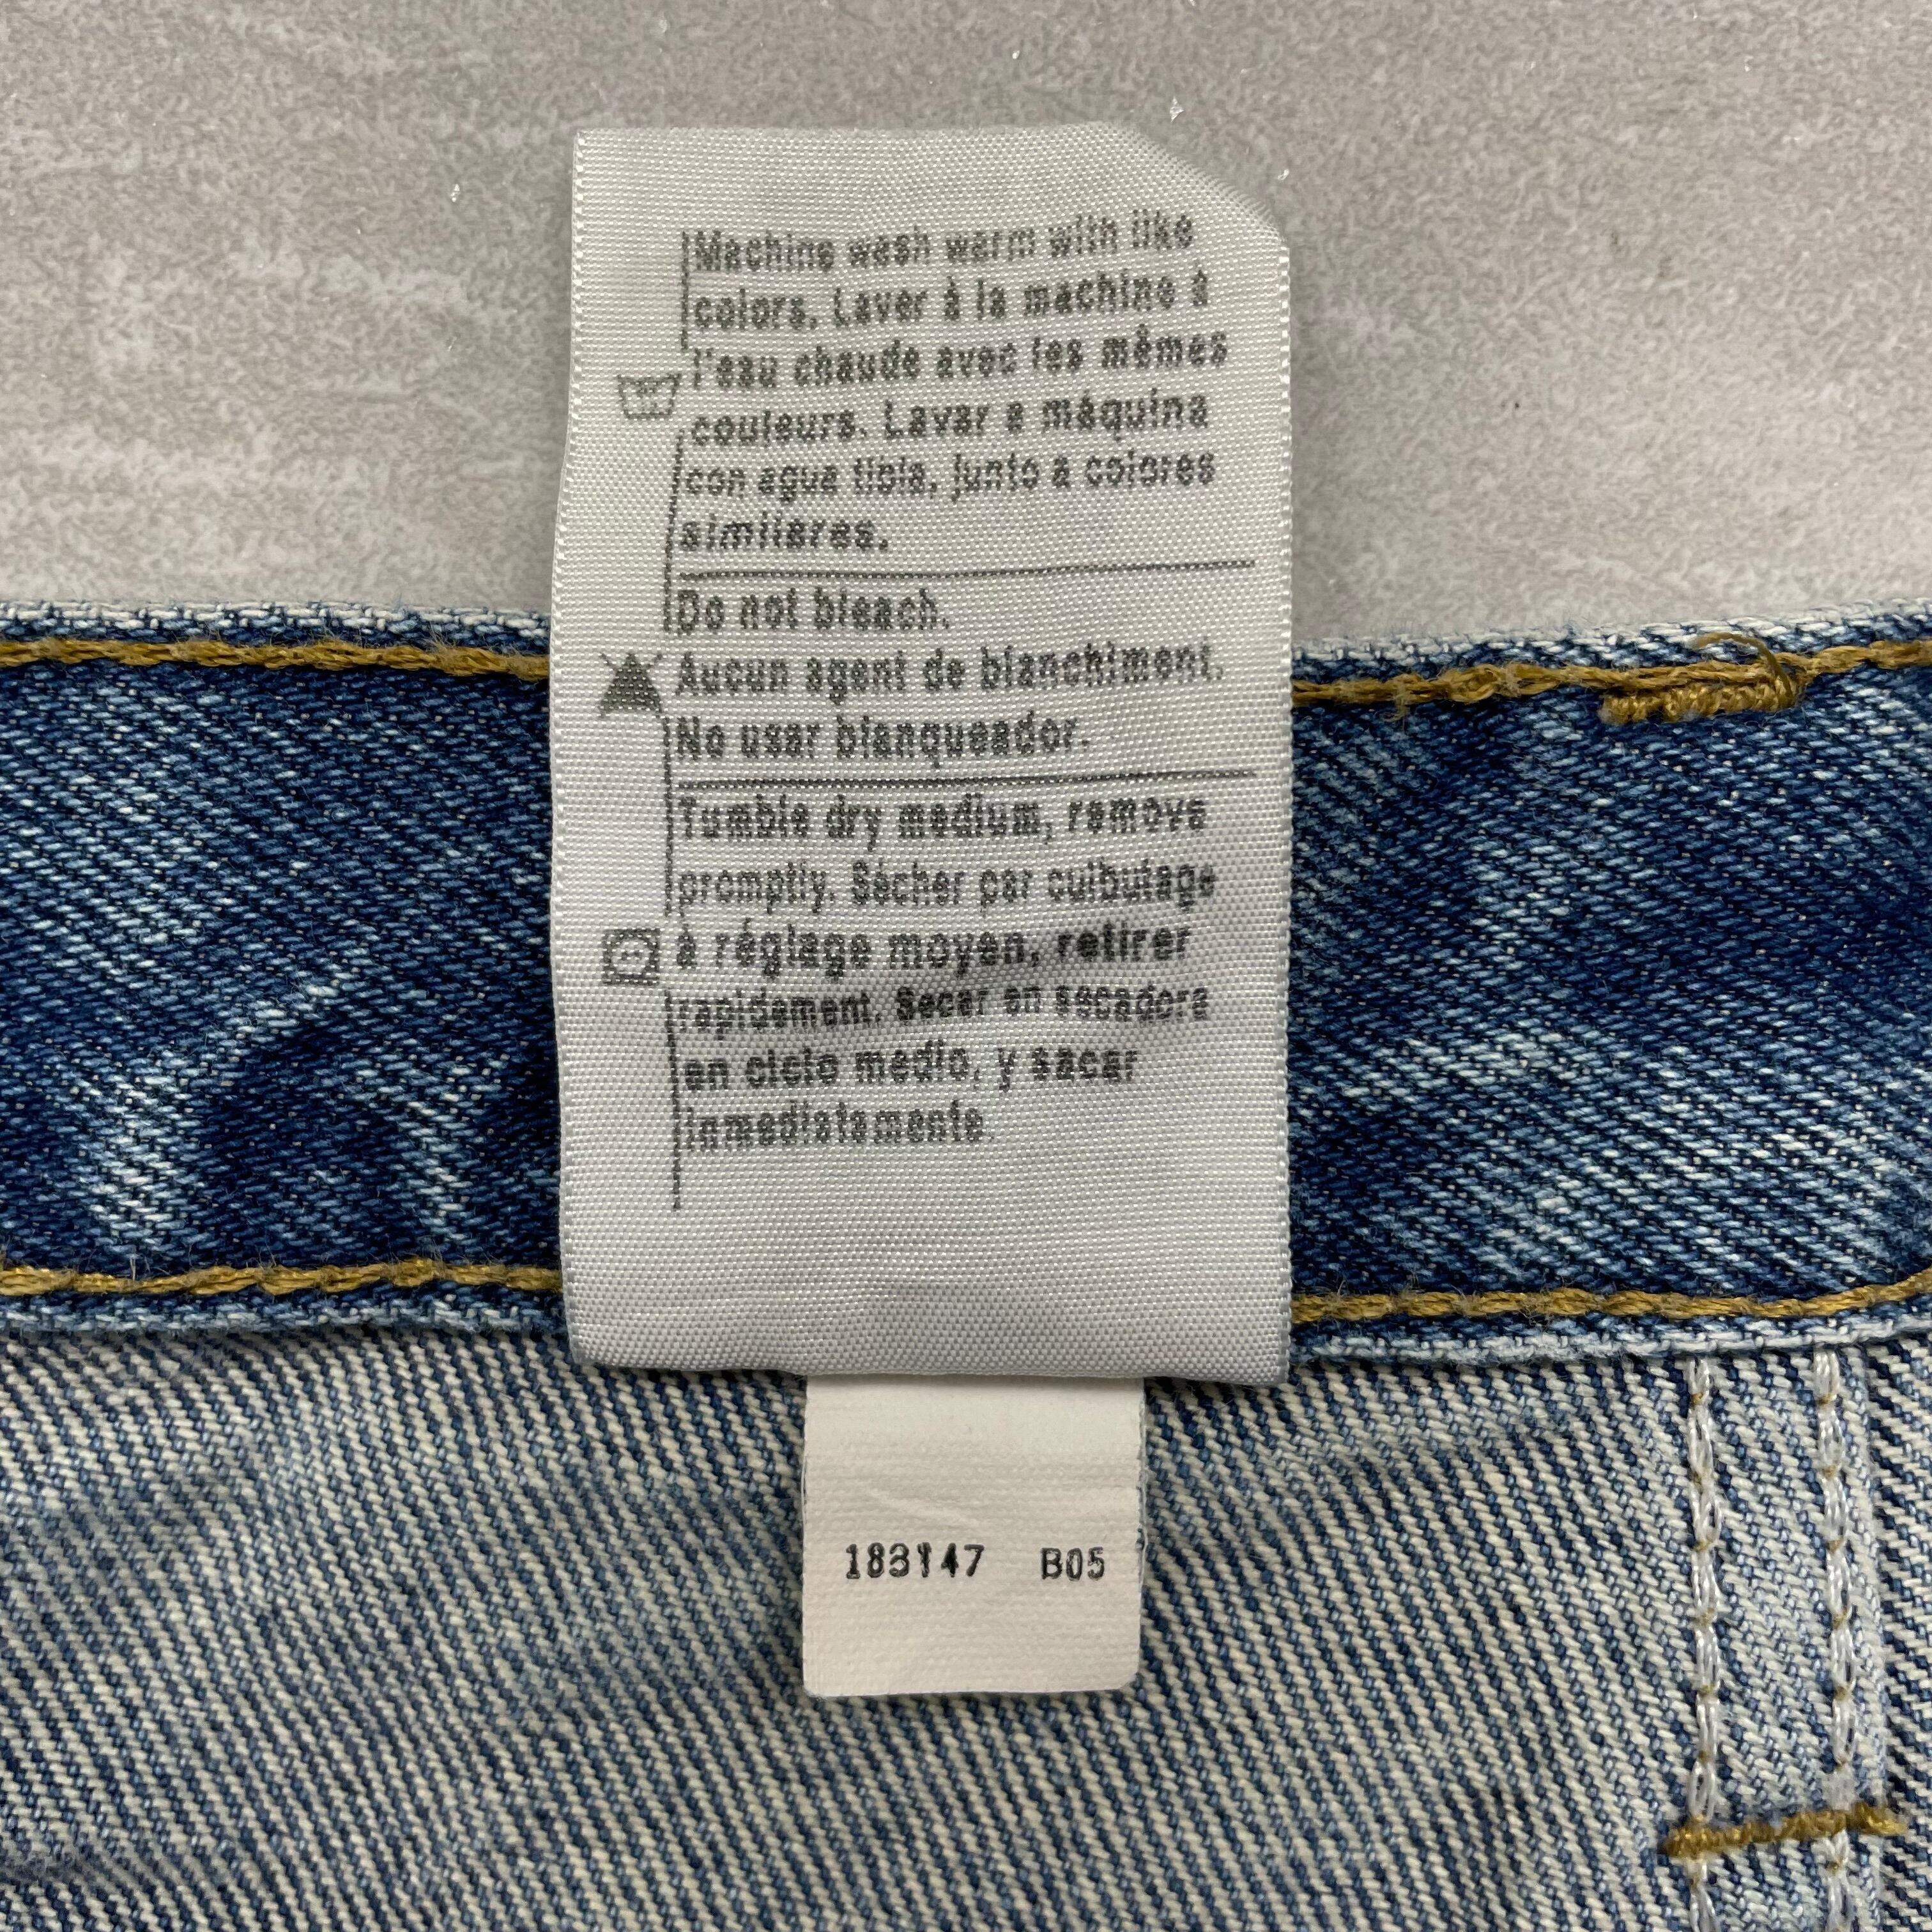 Machine wash warm with like
colors. Laver à la machine à
l'eau chaude avec les mêmes
couleurs. Lavar a máquina
con agua tibia, junto a colores
similares.
Do not bleach.
Aucun agent de blanchiment.
No usar blanqueador.
Tumble dry medium, remove
promptly. Sécher par culbutage
à réglage moyen, retirer
rapidement. Secar en secadora
en ciclo medio, y sacar
inmediatamente.
183147 B05